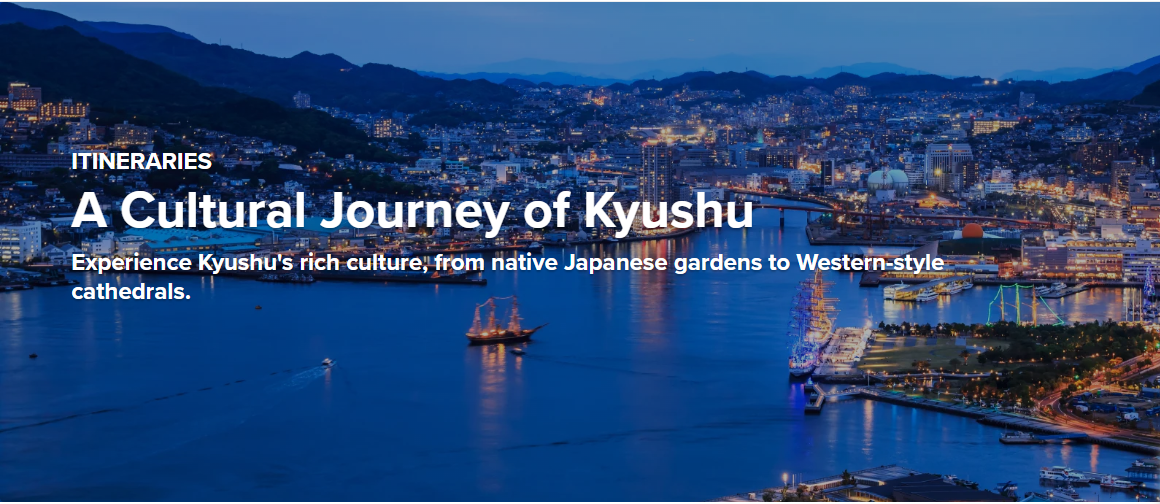 ITINERARIES
A Cultural Journey of Kyushu
Experience Kyushu's rich culture, from native Japanese gardens to Western-style
cathedrals.